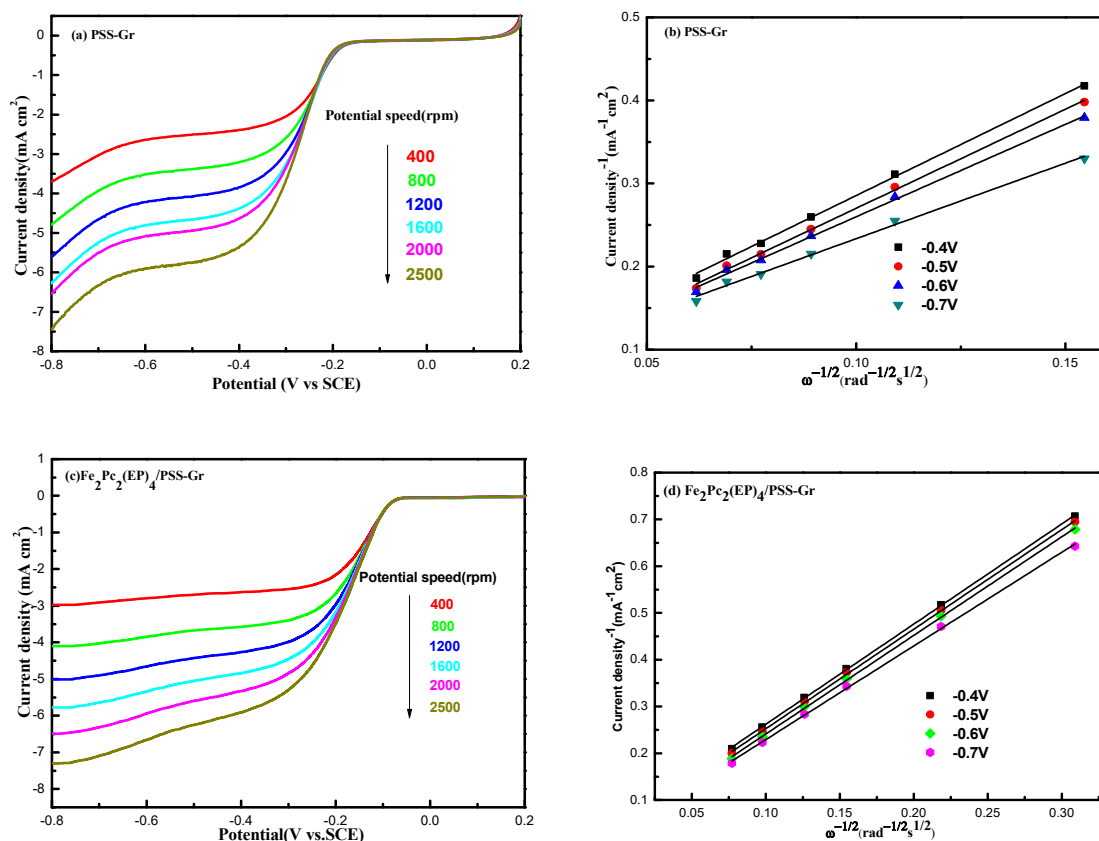 (a) PSS-Gr
Current density(mA cm²)
0
-1
-2
-3
-4
-5
-6
-7
-8
Potential speed(rpm)
400
800
1200
1600
2000
2500
-0.8 -0.6 -0.4 -0.2 0.0 0.2
Potential (V vs SCE)
(b) PSS-Gr
Current density⁻¹(mA⁻¹cm²)
0.5
0.4
0.3
0.2
0.1
-0.4V
-0.5V
-0.6V
-0.7V
0.05 0.10 0.15
ω⁻¹/²(rad⁻¹/²s¹/²)
(c)Fe₂Pc₂(EP)₄/PSS-Gr
Current density (mA cm²)
1
0
-1
-2
-3
-4
-5
-6
-7
-8
Potential speed(rpm)
400
800
1200
1600
2000
2500
-0.8 -0.6 -0.4 -0.2 0.0 0.2
Potential(V vs.SCE)
(d) Fe₂Pc₂(EP)₄/PSS-Gr
Current density⁻¹(mA⁻¹cm²)
0.8
0.7
0.6
0.5
0.4
0.3
0.2
0.1
-0.4V
-0.5V
-0.6V
-0.7V
0.05 0.10 0.15 0.20 0.25 0.30
ω⁻¹/²(rad⁻¹/²s¹/²)